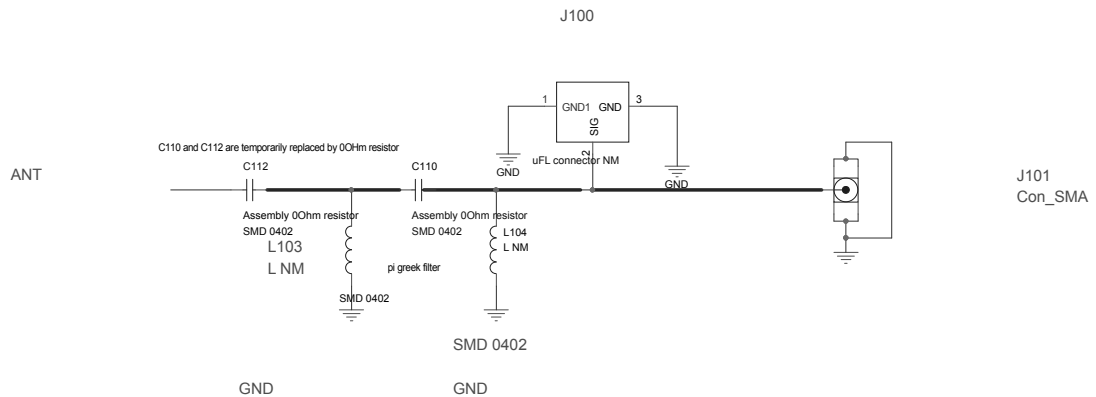 J100
1
GND1
GND
3
SIG
2
C110 and C112 are temporarily replaced by 0OHm resistor
uFL connector NM
C112
C110
GND
ANT
GND
J101
Con_SMA
Assembly 0Ohm resistor
SMD 0402
Assembly 0Ohm resistor
SMD 0402
L103
L NM
L104
L NM
pi greek filter
SMD 0402
SMD 0402
GND
GND